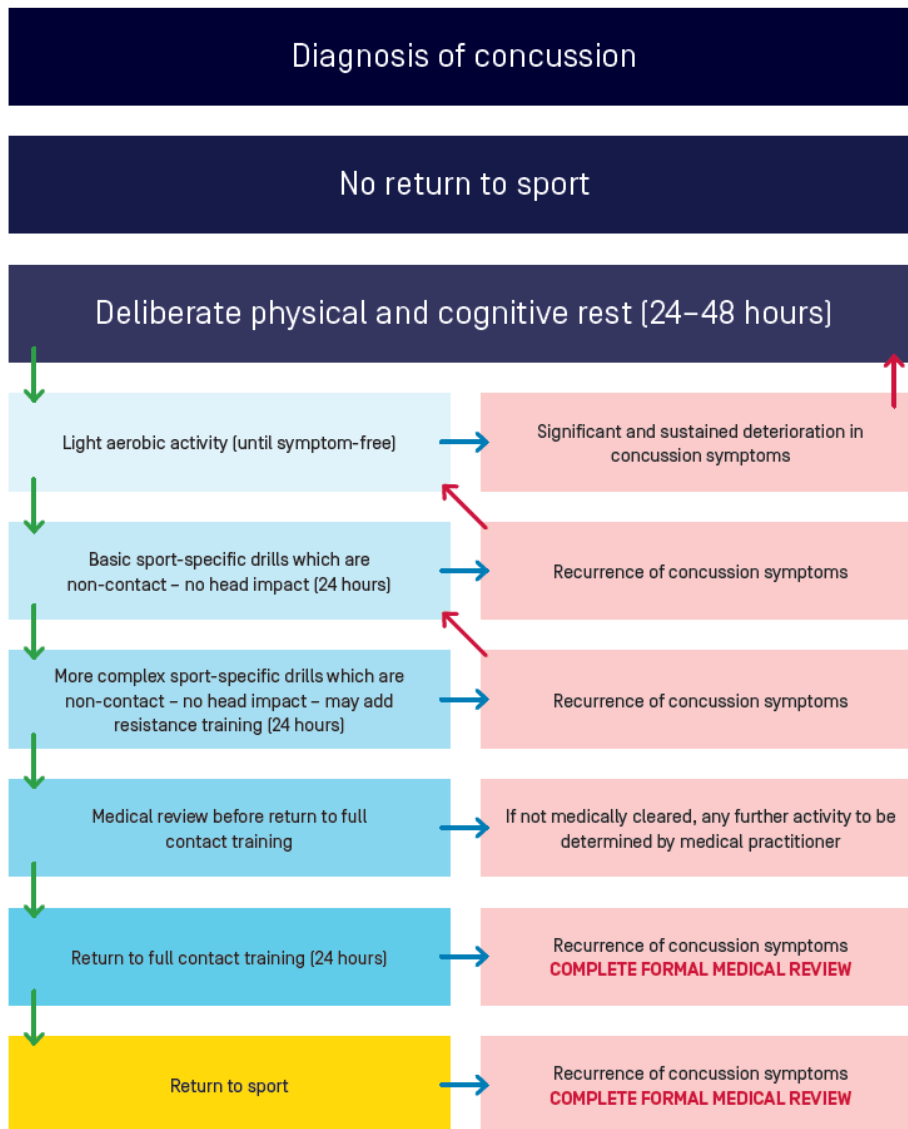 Diagnosis of concussion
No return to sport
Deliberate physical and cognitive rest (24–48 hours)
Light aerobic activity (until symptom-free)
Significant and sustained deterioration in
concussion symptoms
Basic sport-specific drills which are
non-contact – no head impact (24 hours)
Recurrence of concussion symptoms
More complex sport-specific drills which are
non-contact – no head impact – may add
resistance training (24 hours)
Recurrence of concussion symptoms
Medical review before return to full
contact training
If not medically cleared, any further activity to be
determined by medical practitioner
Return to full contact training (24 hours)
Recurrence of concussion symptoms
COMPLETE FORMAL MEDICAL REVIEW
Return to sport
Recurrence of concussion symptoms
COMPLETE FORMAL MEDICAL REVIEW